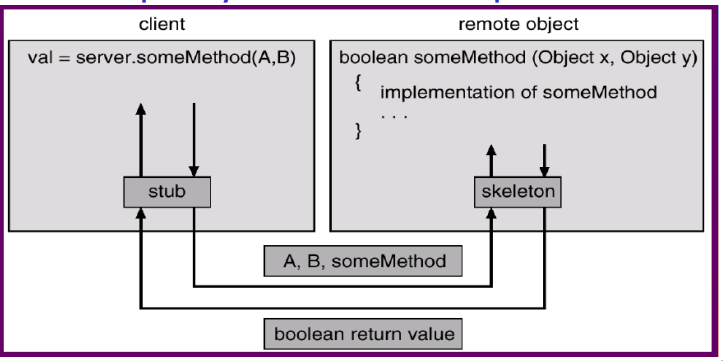 client
remote object
val = server.someMethod(A,B)
boolean someMethod (Object x, Object y)
{
implementation of someMethod
. . .
}
stub
skeleton
A, B, someMethod
boolean return value